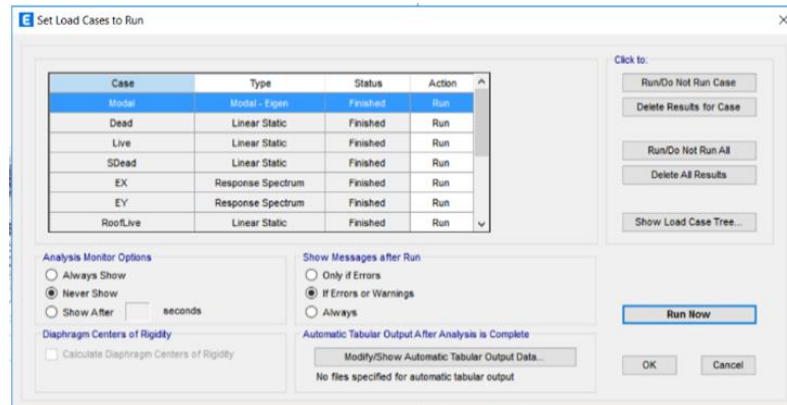 E Set Load Cases to Run
Click to:
Case Type Status Action
Modal Modal - Eigen Finished Run
Dead Linear Static Finished Run
Live Linear Static Finished Run
SDead Linear Static Finished Run
EX Response Spectrum Finished Run
EY Response Spectrum Finished Run
RoofLive Linear Static Finished Run
Run/Do Not Run Case
Delete Results for Case
Run/Do Not Run All
Delete All Results
Show Load Case Tree...
Analysis Monitor Options
Always Show
Never Show
Show After seconds
Show Messages after Run
Only if Errors
If Errors or Warnings
Always
Run Now
Diaphragm Centers of Rigidity
Calculate Diaphragm Centers of Rigidity
Automatic Tabular Output After Analysis is Complete
Modify/Show Automatic Tabular Output Data...
No files specified for automatic tabular output
OK Cancel